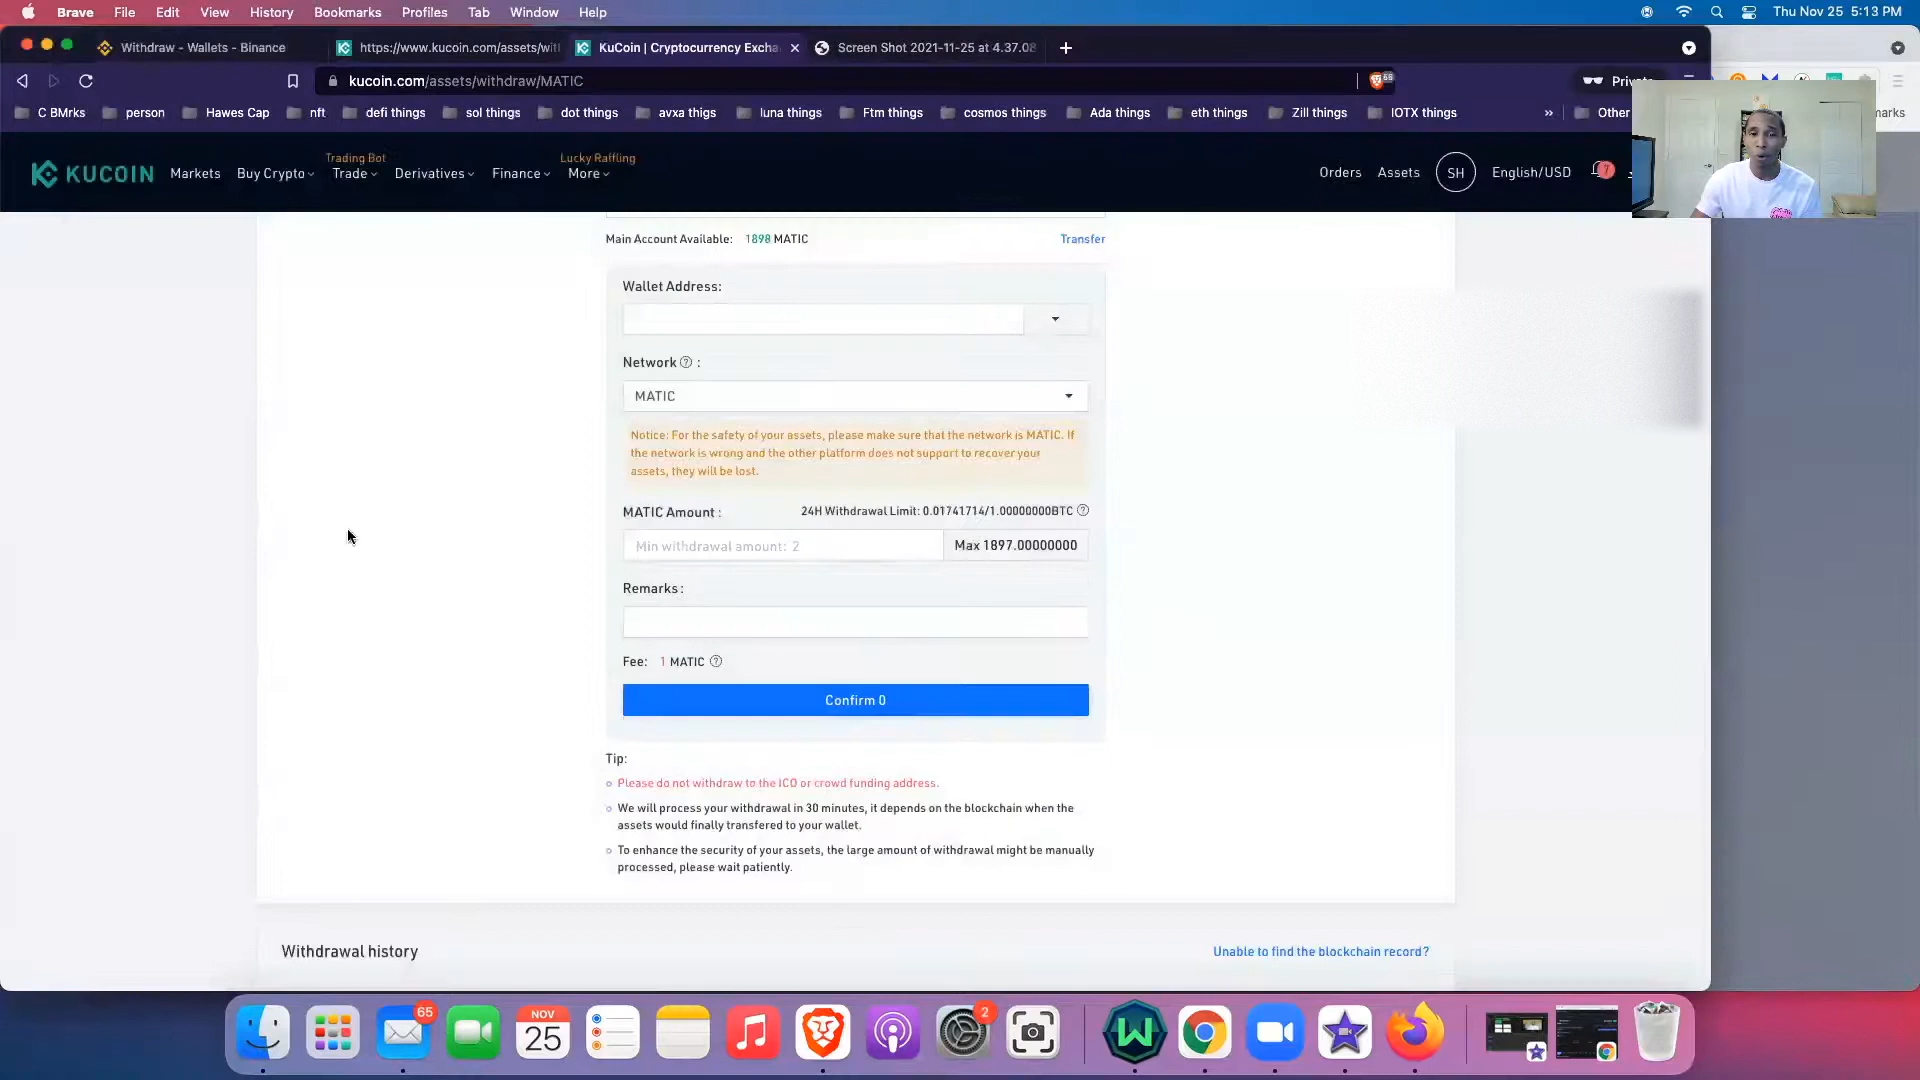 Brave File Edit View History Bookmarks Profiles Tab Window Help
Thu Nov 25 5:13 PM
Withdraw - Wallets - Binance
https://www.kucoin.com/assets/wit
KuCoin | Cryptocurrency Excha
Screen Shot 2021-11-25 at 4.37.08
kucoin.com/assets/withdraw/MATIC
Private
C BMrks person Hawes Cap nft defi things sol things dot things avxa thigs luna things Ftm things cosmos things Ada things eth things Zill things IOTX things » Other
marks
Trading Bot
Lucky Raffling
KUCOIN Markets Buy Crypto Trade Derivatives Finance More
Orders Assets SH English/USD 7
Main Account Available: 1898 MATIC Transfer
Wallet Address:
Network ? :
MATIC
Notice: For the safety of your assets, please make sure that the network is MATIC. If
the network is wrong and the other platform does not support to recover your
assets, they will be lost.
MATIC Amount : 24H Withdrawal Limit: 0.01741714/1.00000000BTC ?
Min withdrawal amount: 2 Max 1897.00000000
Remarks :
Fee: 1 MATIC ?
Confirm 0
Tip:
Please do not withdraw to the ICO or crowd funding address.
We will process your withdrawal in 30 minutes, it depends on the blockchain when the
assets would finally transfered to your wallet.
To enhance the security of your assets, the large amount of withdrawal might be manually
processed, please wait patiently.
Withdrawal history Unable to find the blockchain record?
65
NOV
25
2